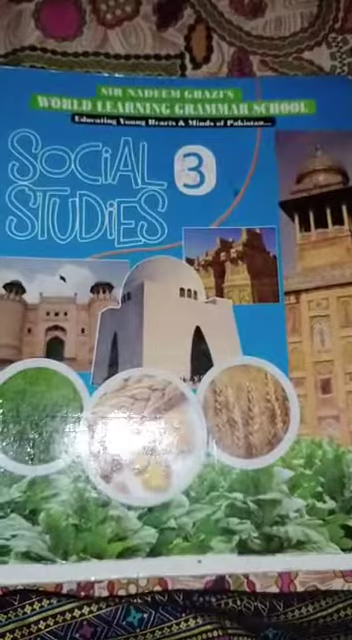 SIR NADEEM GHAZI'S
WORLD LEARNING GRAMMAR SCHOOL
Educating Young Hearts & Minds of Pakistan...
SOCiAL
STUDiES
3